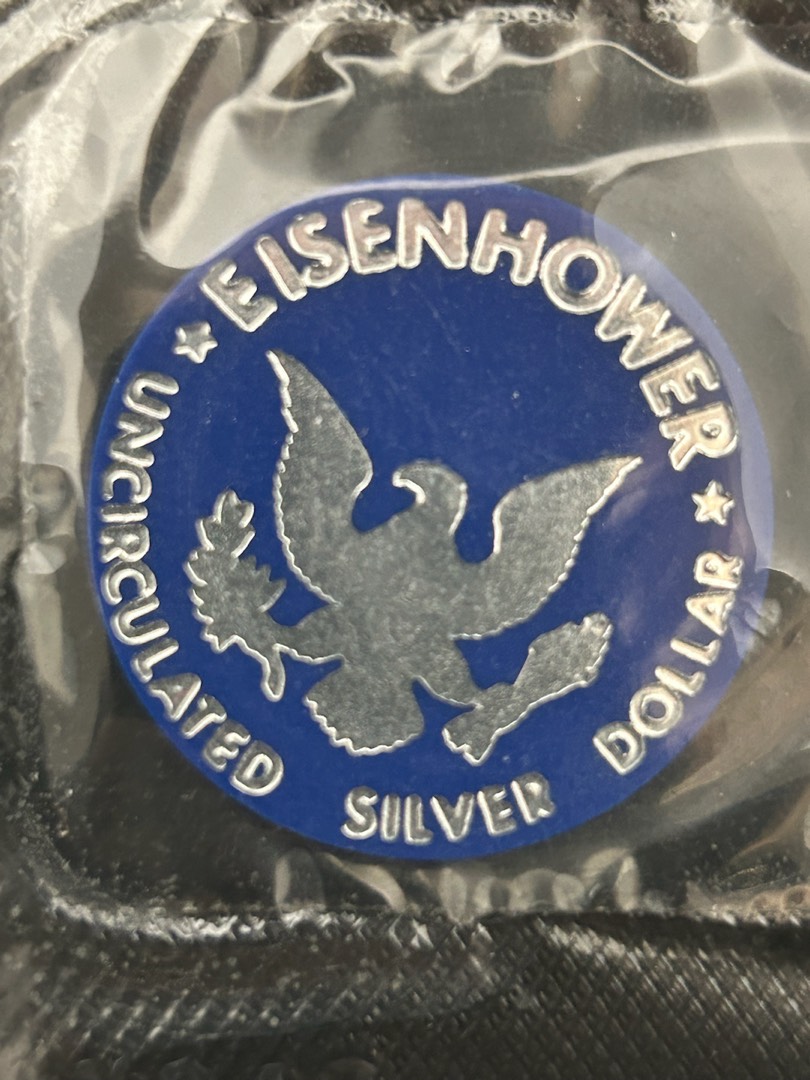 ★ EISENHOWER ★
UNCIRCULATED SILVER DOLLAR